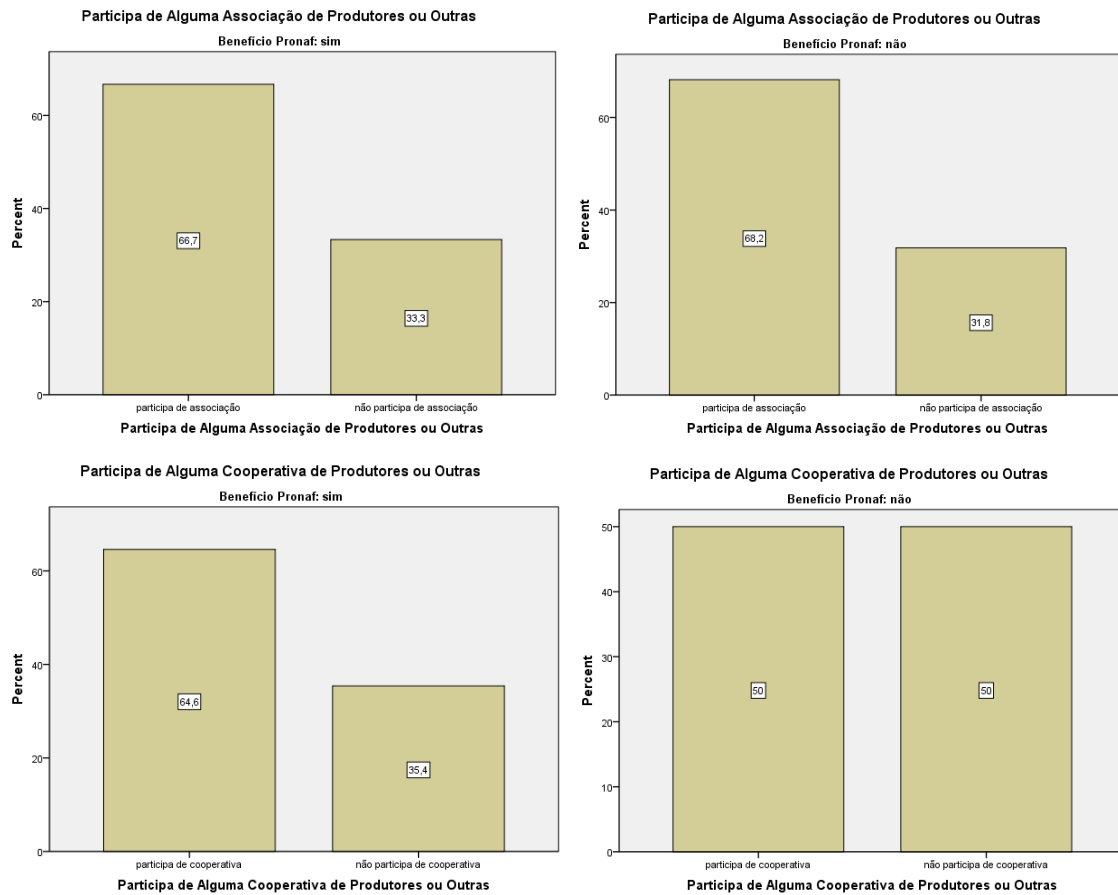 Participa de Alguma Associação de Produtores ou Outras
Benefício Pronaf: sim
Percent
60
40
20
0
66,7
33,3
participa de associação
não participa de associação
Participa de Alguma Associação de Produtores ou Outras
Participa de Alguma Associação de Produtores ou Outras
Benefício Pronaf: não
Percent
60
40
20
0
68,2
31,8
participa de associação
não participa de associação
Participa de Alguma Associação de Produtores ou Outras
Participa de Alguma Cooperativa de Produtores ou Outras
Benefício Pronaf: sim
Percent
60
40
20
0
64,6
35,4
participa de cooperativa
não participa de cooperativa
Participa de Alguma Cooperativa de Produtores ou Outras
Participa de Alguma Cooperativa de Produtores ou Outras
Benefício Pronaf: não
Percent
50
40
30
20
10
0
50
50
participa de cooperativa
não participa de cooperativa
Participa de Alguma Cooperativa de Produtores ou Outras